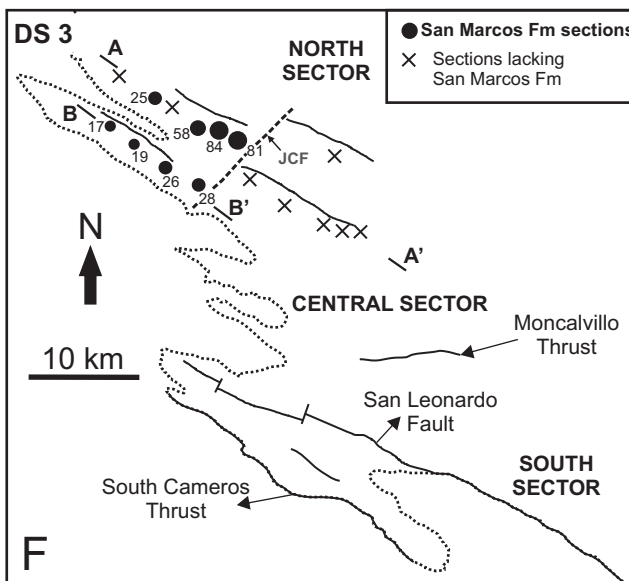 DS 3
A
NORTH
SECTOR
San Marcos Fm sections
Sections lacking
San Marcos Fm
25
B
17
58
84
81
JCF
19
26
28
B'
A'
N
CENTRAL SECTOR
10 km
Moncalvillo
Thrust
San Leonardo
Fault
SOUTH
SECTOR
South Cameros
Thrust
F